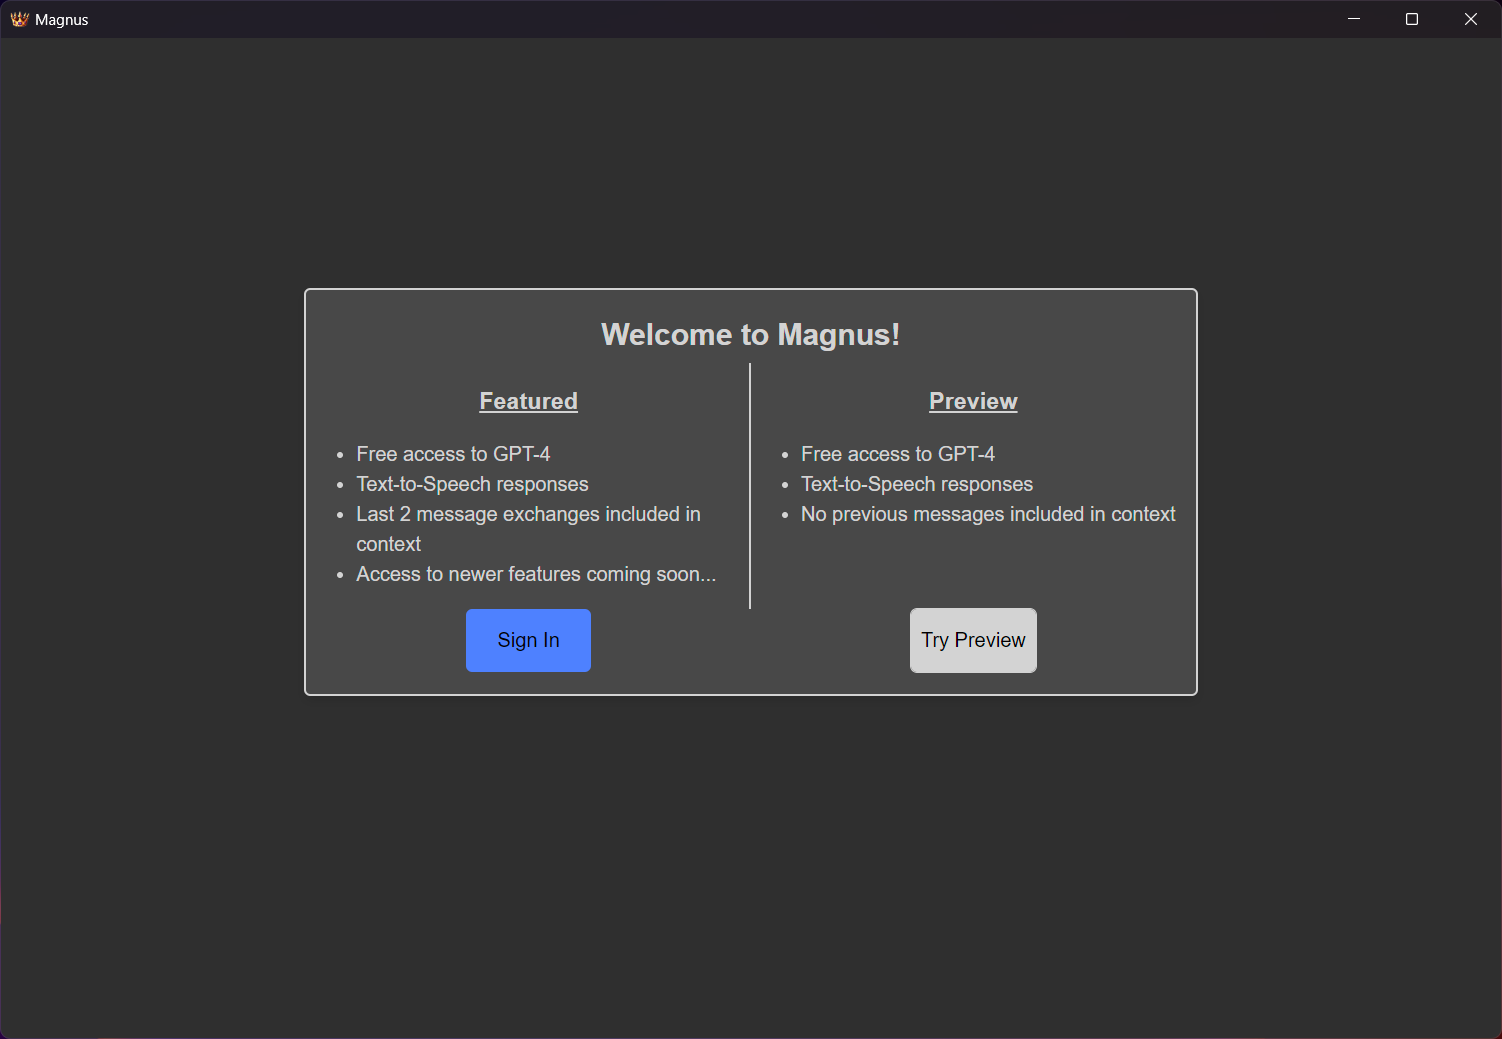 Magnus
Welcome to Magnus!
Featured
Free access to GPT-4
Text-to-Speech responses
Last 2 message exchanges included in
context
Access to newer features coming soon...
Sign In
Preview
Free access to GPT-4
Text-to-Speech responses
No previous messages included in context
Try Preview